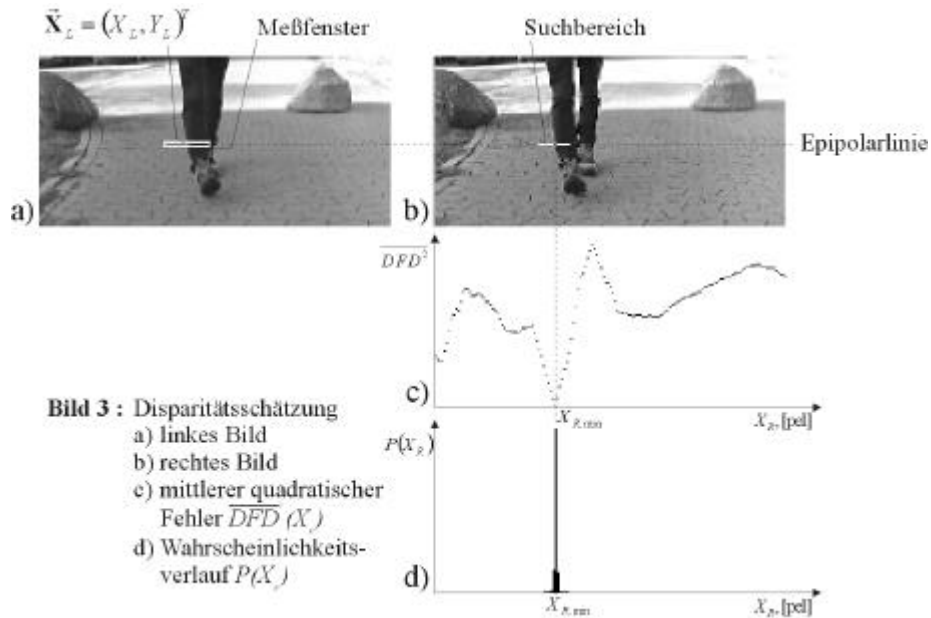 X⃗_L = (X_L, Y_L)^T
Meßfenster
Suchbereich
Epipolarlinie
a)
b)
DFD²
c)
X_R,min
X_R, [pel]
Bild 3 : Disparitätsschätzung
a) linkes Bild
b) rechtes Bild
c) mittlerer quadratischer
Fehler DFD (X_r)
d) Wahrscheinlichkeits-
verlauf P(X_r)
P(X_R)
d)
X_R,min
X_R, [pel]